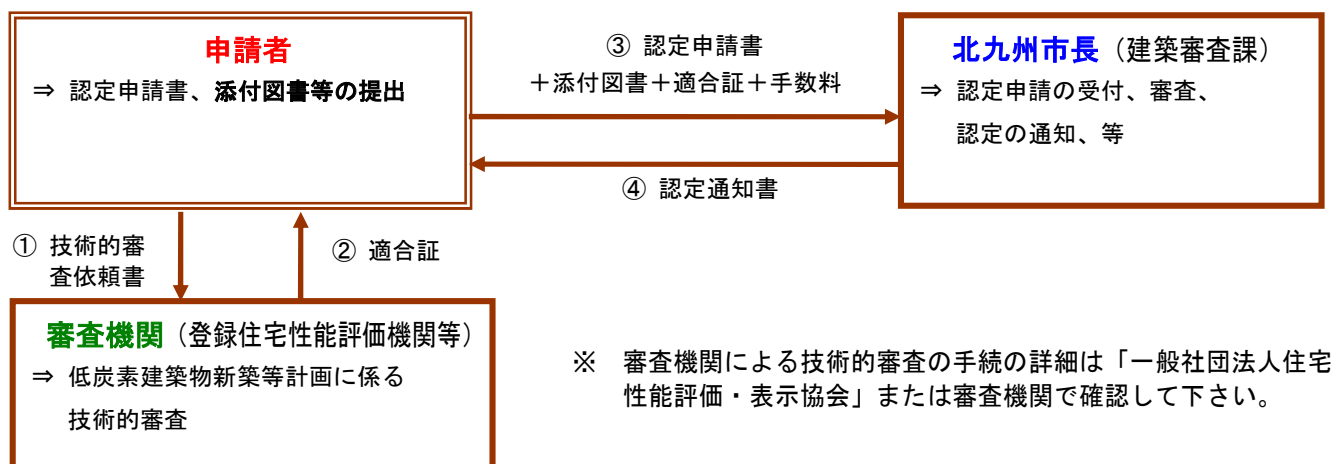 申請者
⇒ 認定申請書、添付図書等の提出
③ 認定申請書
＋添付図書＋適合証＋手数料
北九州市長（建築審査課）
⇒ 認定申請の受付、審査、
認定の通知、等
④ 認定通知書
① 技術的審
査依頼書
② 適合証
審査機関（登録住宅性能評価機関等）
⇒ 低炭素建築物新築等計画に係る
技術的審査
※ 審査機関による技術的審査の手続の詳細は「一般社団法人住宅
性能評価・表示協会」または審査機関で確認して下さい。